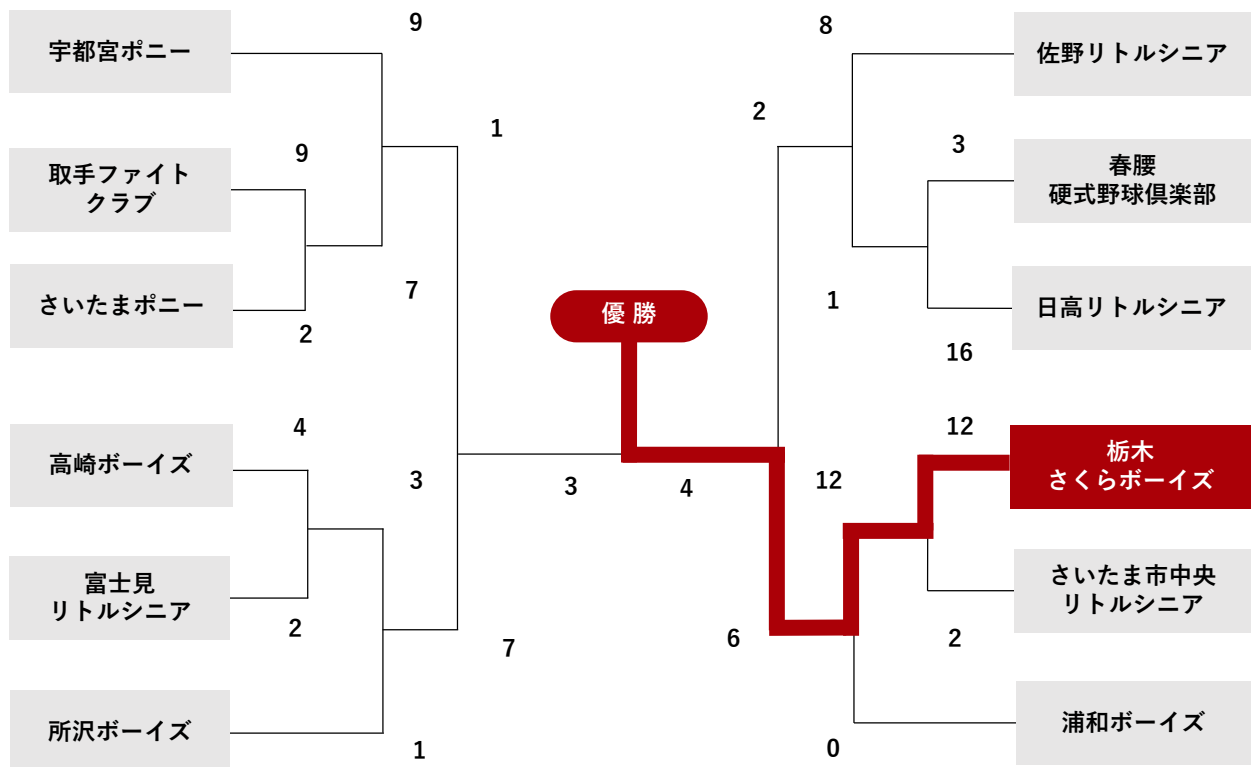 9
宇都宮ポニー
9
取手ファイト
クラブ
1
さいたまポニー
2
7
4
高崎ボーイズ
3
富士見
リトルシニア
2
7
所沢ボーイズ
1
優勝
3
4
8
佐野リトルシニア
2
3
春腰
硬式野球倶楽部
1
日高リトルシニア
16
12
栃木
さくらボーイズ
12
さいたま市中央
リトルシニア
6
2
浦和ボーイズ
0